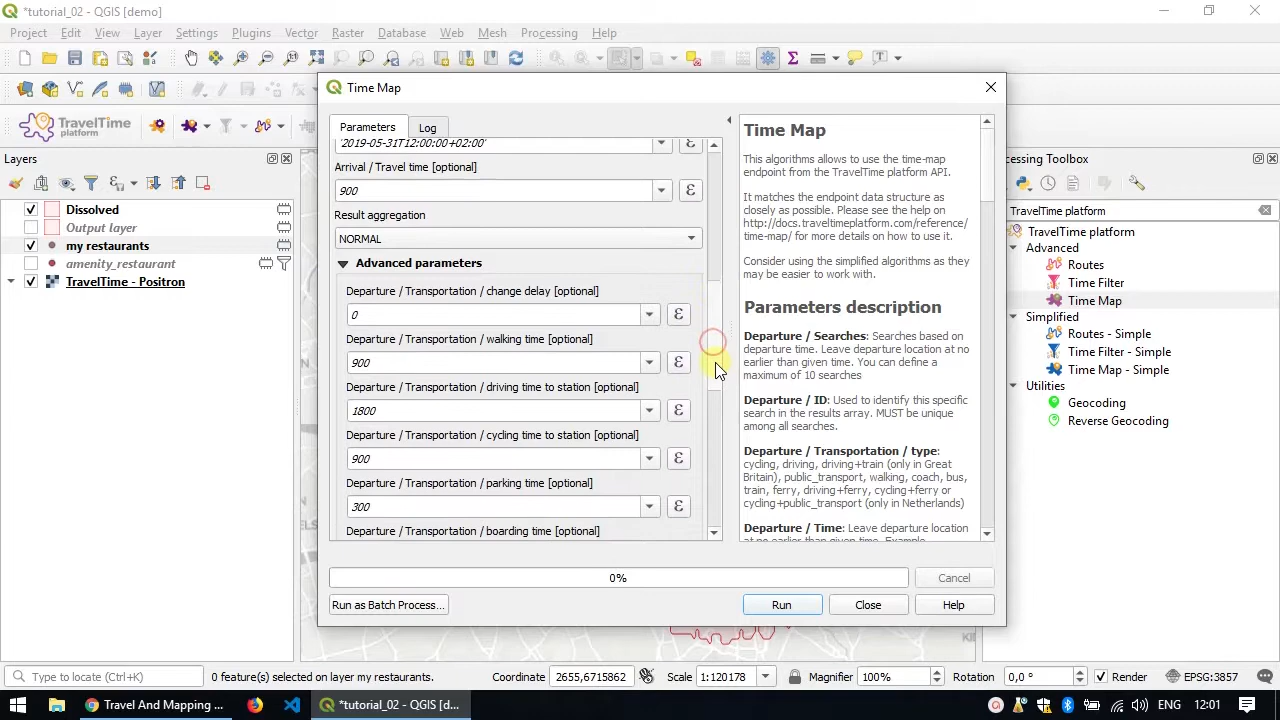 *tutorial_02 - QGIS [demo]
Project Edit View Layer Settings Plugins Vector Raster Database Web Mesh Processing Help
TravelTime
platform
Layers
Dissolved
Output layer
my restaurants
amenity_restaurant
TravelTime - Positron
Time Map
Parameters Log
'2019-05-31T12:00:00+02:00'
Arrival / Travel time [optional]
900
Result aggregation
NORMAL
Advanced parameters
Departure / Transportation / change delay [optional]
0
Departure / Transportation / walking time [optional]
900
Departure / Transportation / driving time to station [optional]
1800
Departure / Transportation / cycling time to station [optional]
900
Departure / Transportation / parking time [optional]
300
Departure / Transportation / boarding time [optional]
Time Map
This algorithms allows to use the time-map
endpoint from the TravelTime platform API.
It matches the endpoint data structure as
closely as possible. Please see the help on
http://docs.traveltimeplatform.com/reference/
time-map/ for more details on how to use it.
Consider using the simplified algorithms as they
may be easier to work with.
Parameters description
Departure / Searches: Searches based on
departure time. Leave departure location at no
earlier than given time. You can define a
maximum of 10 searches
Departure / ID: Used to identify this specific
search in the results array. MUST be unique
among all searches.
Departure / Transportation / type:
cycling, driving, driving+train (only in Great
Britain), public_transport, walking, coach, bus,
train, ferry, driving+ferry, cycling+ferry or
cycling+public_transport (only in Netherlands)
Departure / Time: Leave departure location
at no earlier than given time. Example
0%
Cancel
Run as Batch Process...
Run Close Help
cessing Toolbox
TravelTime platform
TravelTime platform
Advanced
Routes
Time Filter
Time Map
Simplified
Routes - Simple
Time Filter - Simple
Time Map - Simple
Utilities
Geocoding
Reverse Geocoding
Type to locate (Ctrl+K) 0 feature(s) selected on layer my restaurants. Coordinate 2655,6715862 Scale 1:120178 Magnifier 100% Rotation 0,0 ° Render EPSG:3857
Travel And Mapping ... *tutorial_02 - QGIS [d... ENG 12:01